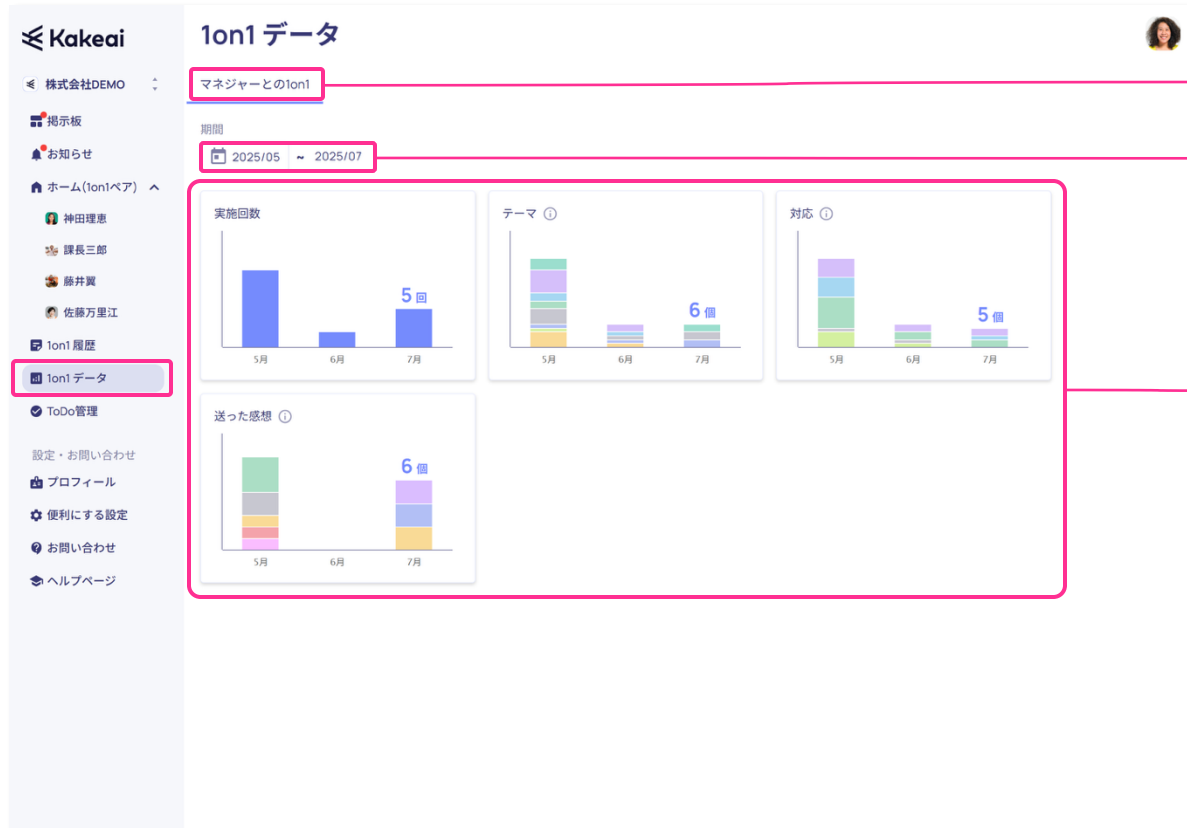 Kakeai
株式会社DEMO
掲示板
お知らせ
ホーム(1on1ペア)
神田理恵
課長三郎
藤井翼
佐藤万里江
1on1 履歴
1on1 データ
ToDo管理
設定・お問い合わせ
プロフィール
便利にする設定
お問い合わせ
ヘルプページ
1on1 データ
マネジャーとの1on1
期間
2025/05 ~ 2025/07
実施回数
5 回
5月 6月 7月
テーマ
6 個
5月 6月 7月
対応
5 個
5月 6月 7月
送った感想
6 個
5月 6月 7月